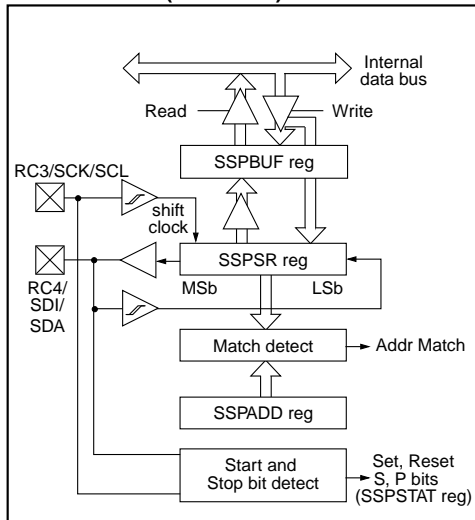 Internal
data bus
Read
Write
SSPBUF reg
RC3/SCK/SCL
shift
clock
SSPSR reg
MSb
LSb
RC4/
SDI/
SDA
Match detect
Addr Match
SSPADD reg
Start and
Stop bit detect
Set, Reset
S, P bits
(SSPSTAT reg)